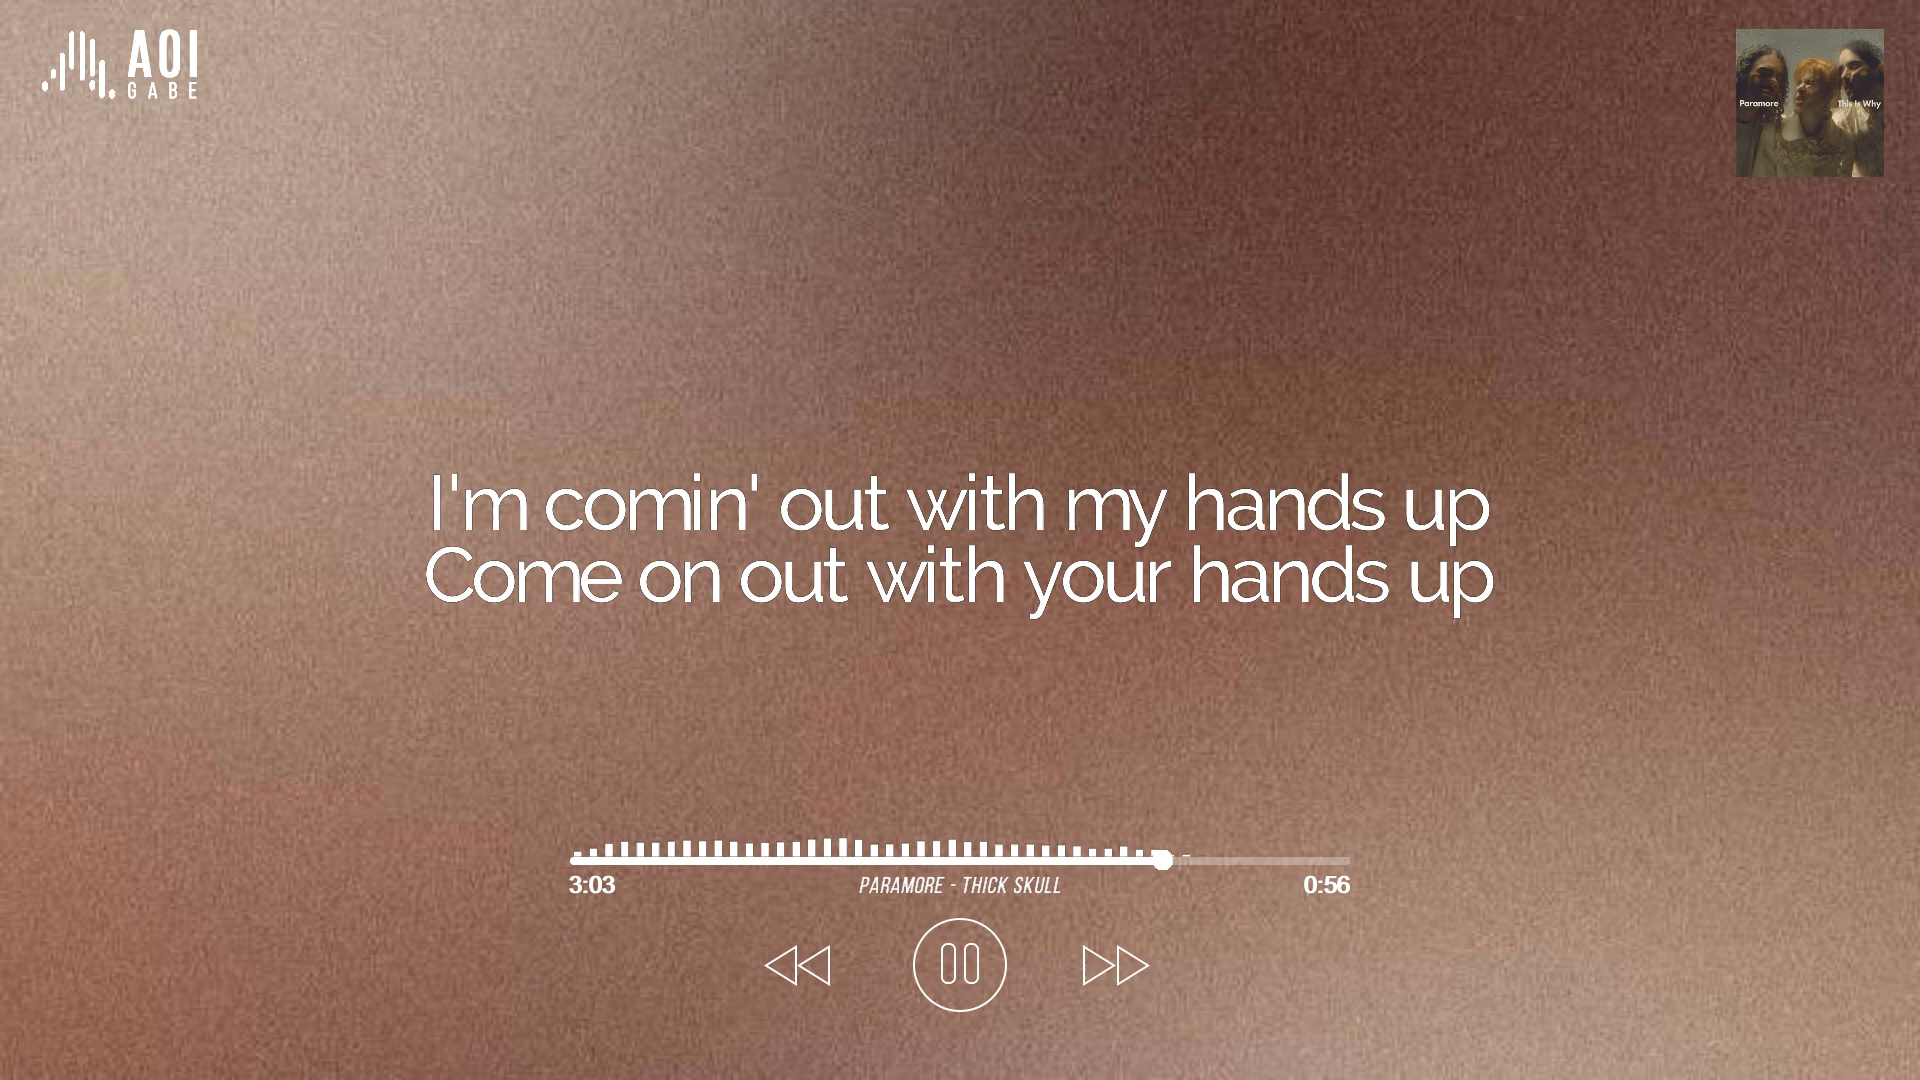 AOI
GABE
Paramore
This Is Why
I'm comin' out with my hands up
Come on out with your hands up
3:03
PARAMORE - THICK SKULL
0:56